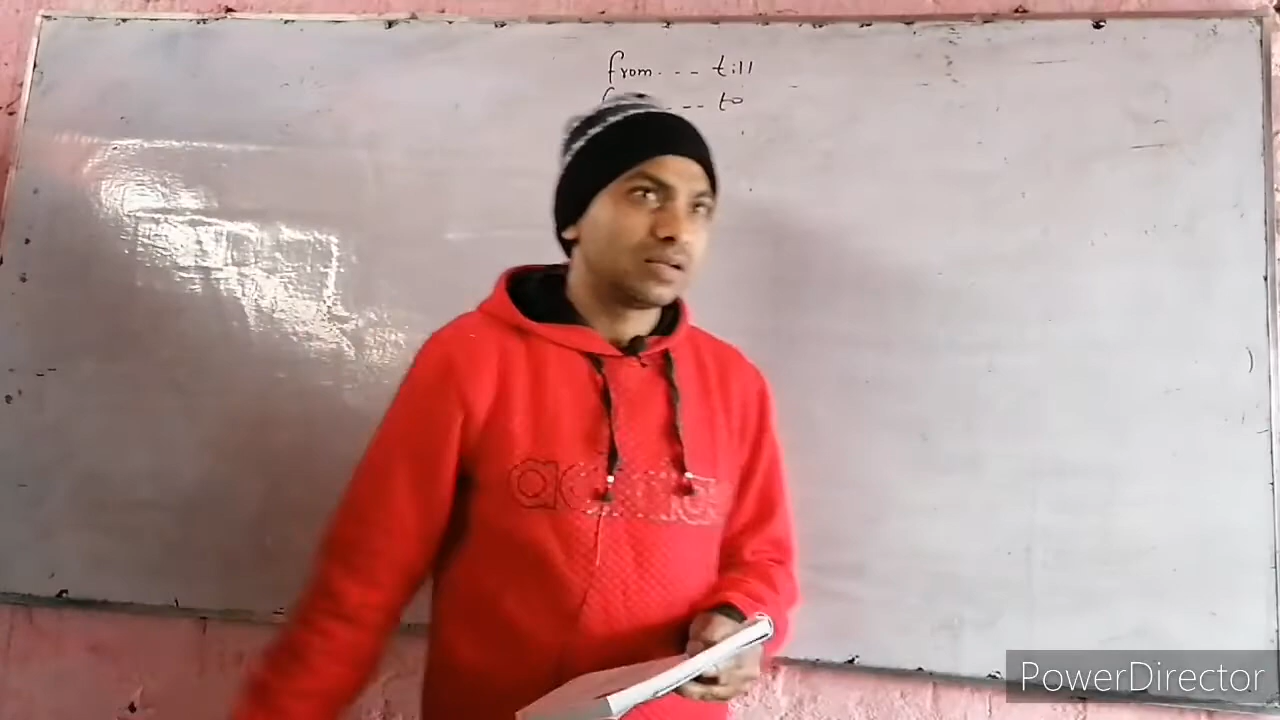 from --- till
--- to
PowerDirector